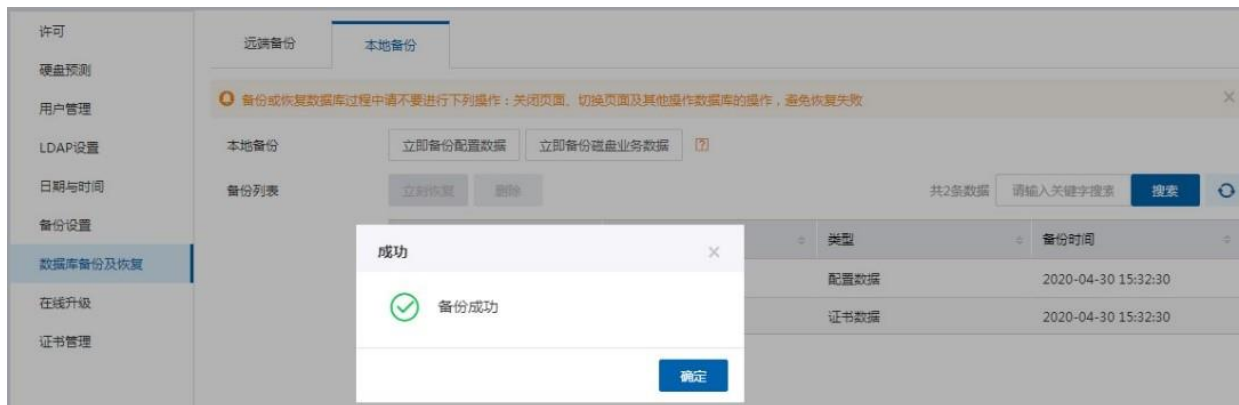 许可
硬盘预测
用户管理
LDAP设置
日期与时间
备份设置
数据库备份及恢复
在线升级
证书管理
远端备份 本地备份
备份或恢复数据库过程中请不要进行下列操作：关闭页面、切换页面及其他操作数据库的操作，避免恢复失败
本地备份 立即备份配置数据 立即备份磁盘业务数据 ?
备份列表 立刻恢复 删除 共2条数据 请输入关键字搜索 搜索
类型 备份时间
配置数据 2020-04-30 15:32:30
证书数据 2020-04-30 15:32:30
成功
备份成功
确定